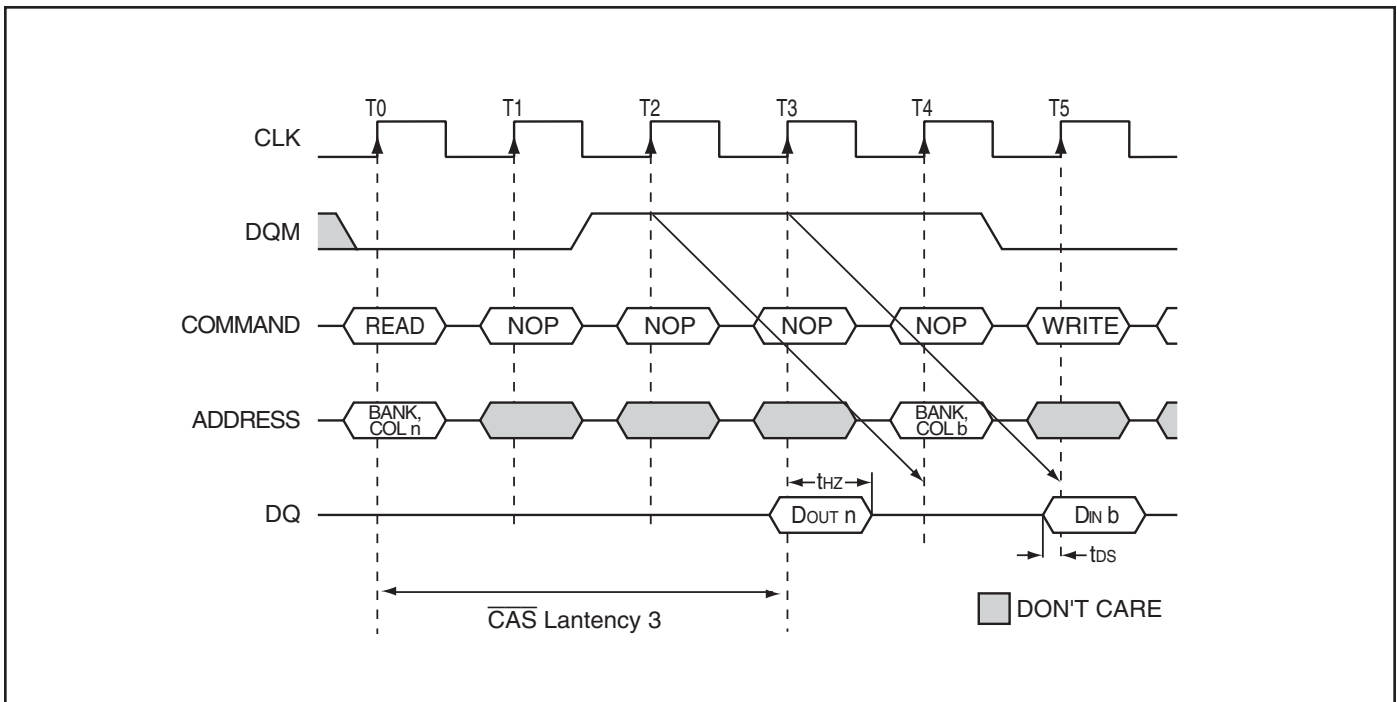 T0 T1 T2 T3 T4 T5
CLK
DQM
COMMAND READ NOP NOP NOP NOP WRITE
ADDRESS BANK, COL n BANK, COL b
tHZ
DQ DOUT n DIN b
tDS
CAS Lantency 3
DON'T CARE